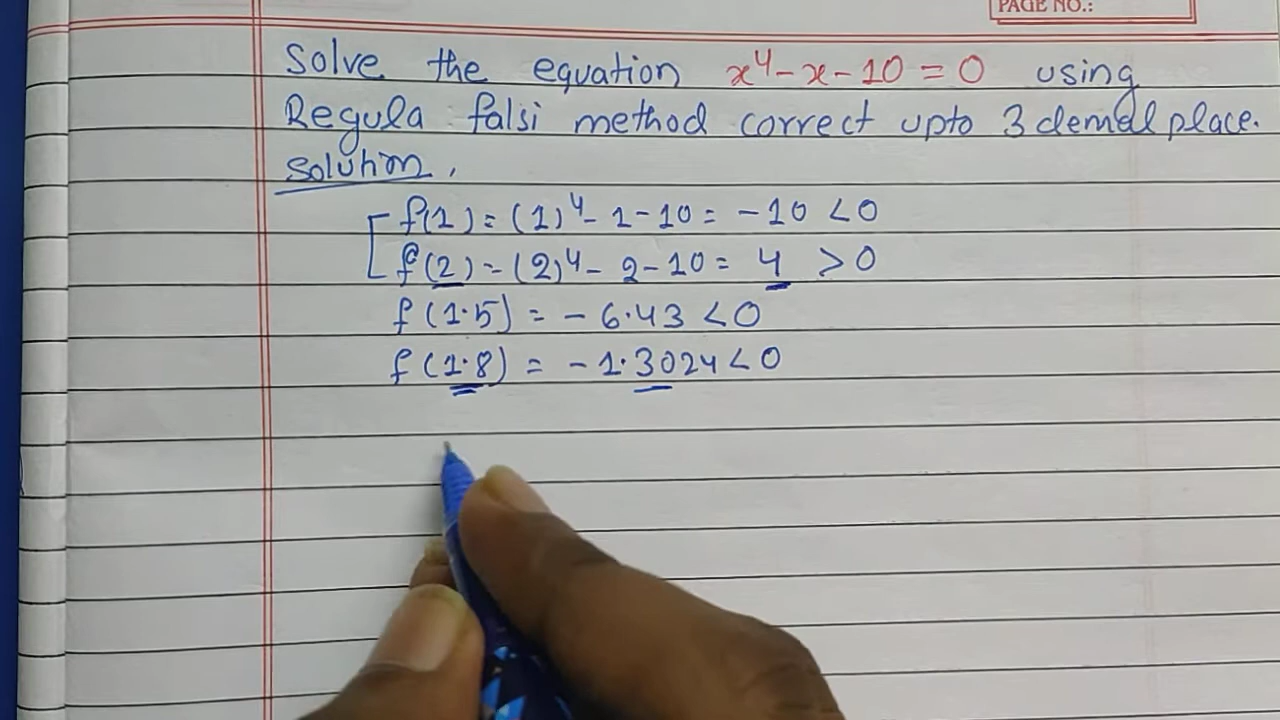 PAGE NO.:
Solve the equation x⁴-x-10=0 using
Regula falsi method correct upto 3 demal place.
Solution,
f(1) = (1)⁴- 1-10 = -10 <0
f(2) = (2)⁴- 2-10 = 4 >0
f(1.5) = - 6.43 <0
f(1.8) = - 1.3024 <0